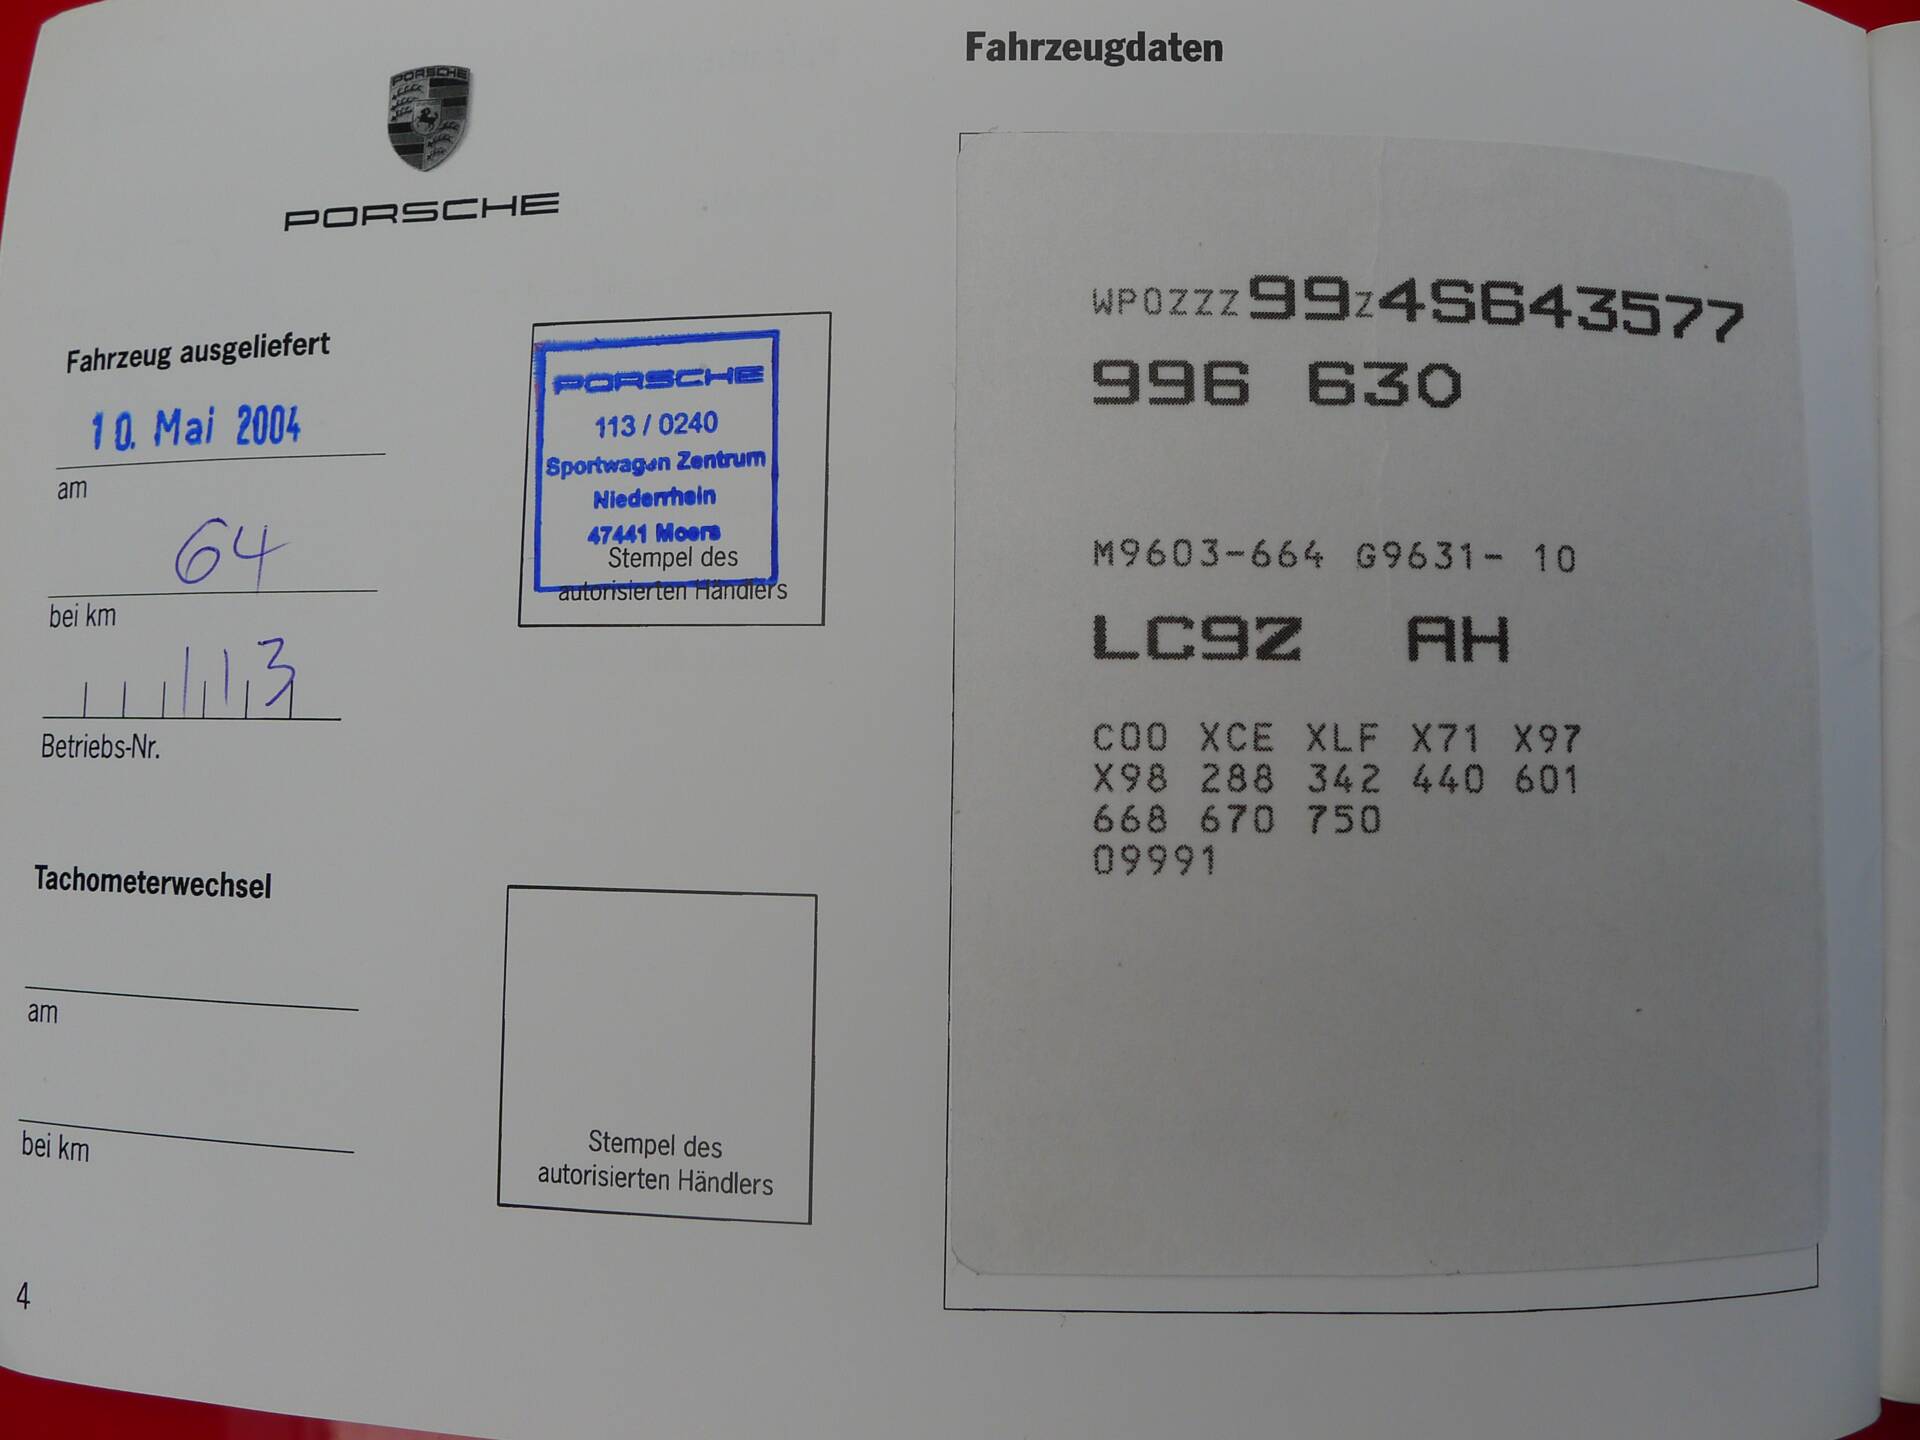 PORSCHE
PORSCHE
Fahrzeug ausgeliefert
10. Mai 2004
am
64
bei km
113
Betriebs-Nr.
PORSCHE
113 / 0240
Sportwagen Zentrum
Niederrhein
47441 Moers
Stempel des
autorisierten Händlers
Tachometerwechsel
am
bei km
Stempel des
autorisierten Händlers
4
Fahrzeugdaten
WP0ZZZ99Z4S643577
996 630
M9603-664 G9631- 10
LC9Z AH
C00 XCE XLF X71 X97
X98 288 342 440 601
668 670 750
09991